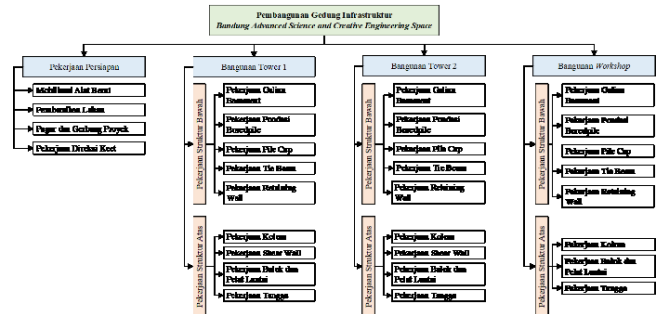 Pembangunan Gedung Infrastruktur
Bandung Advanced Science and Creative Engineering Space
Pekerjaan Persiapan
Mobilisasi Alat Berat
Pembersihan Lahan
Pagar dan Gerbang Proyek
Pekerjaan Direksi Keet
Bangunan Tower 1
Pekerjaan Struktur Bawah
Pekerjaan Galian
Basement
Pekerjaan Pondasi
Boredpile
Pekerjaan Pile Cap
Pekerjaan Tie Beam
Pekerjaan Retaining
Wall
Pekerjaan Struktur Atas
Pekerjaan Kolom
Pekerjaan Shear Wall
Pekerjaan Balok dan
Pelat Lantai
Pekerjaan Tangga
Bangunan Tower 2
Pekerjaan Struktur Bawah
Pekerjaan Galian
Basement
Pekerjaan Pondasi
Boredpile
Pekerjaan Pile Cap
Pekerjaan Tie Beam
Pekerjaan Retaining
Wall
Pekerjaan Struktur Atas
Pekerjaan Kolom
Pekerjaan Shear Wall
Pekerjaan Balok dan
Pelat Lantai
Pekerjaan Tangga
Bangunan Workshop
Pekerjaan Struktur Bawah
Pekerjaan Galian
Basement
Pekerjaan Pondasi
Boredpile
Pekerjaan Pile Cap
Pekerjaan Tie Beam
Pekerjaan Retaining
Wall
Pekerjaan Struktur Atas
Pekerjaan Kolom
Pekerjaan Balok dan
Pelat Lantai
Pekerjaan Tangga